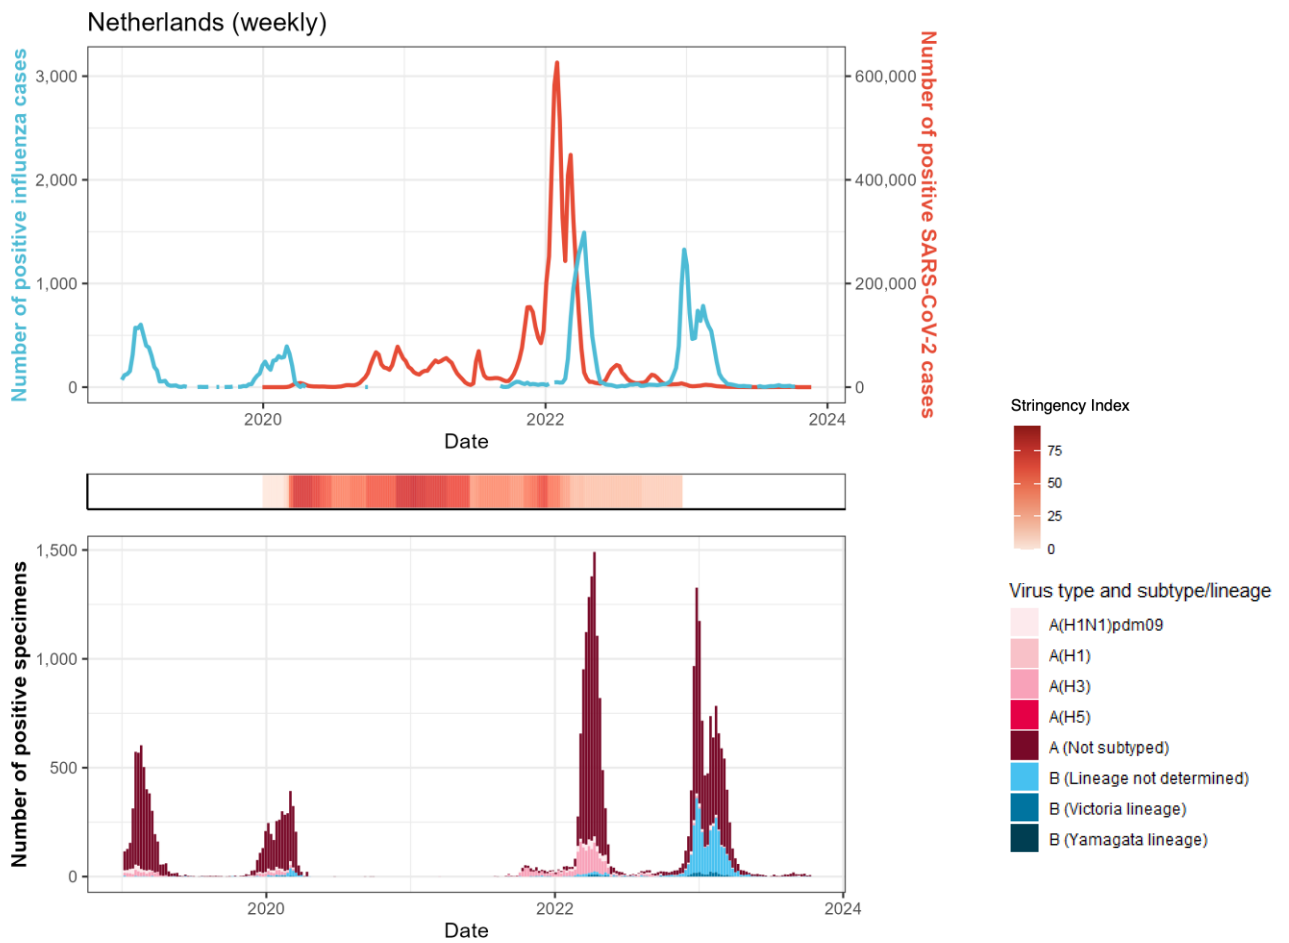 Netherlands (weekly)
Number of positive influenza cases
3,000
2,000
1,000
0
600,000
400,000
200,000
0
Number of positive SARS-CoV-2 cases
2020
2022
2024
Date
Stringency Index
75
50
25
0
Number of positive specimens
1,500
1,000
500
0
2020
2022
2024
Date
Virus type and subtype/lineage
A(H1N1)pdm09
A(H1)
A(H3)
A(H5)
A (Not subtyped)
B (Lineage not determined)
B (Victoria lineage)
B (Yamagata lineage)